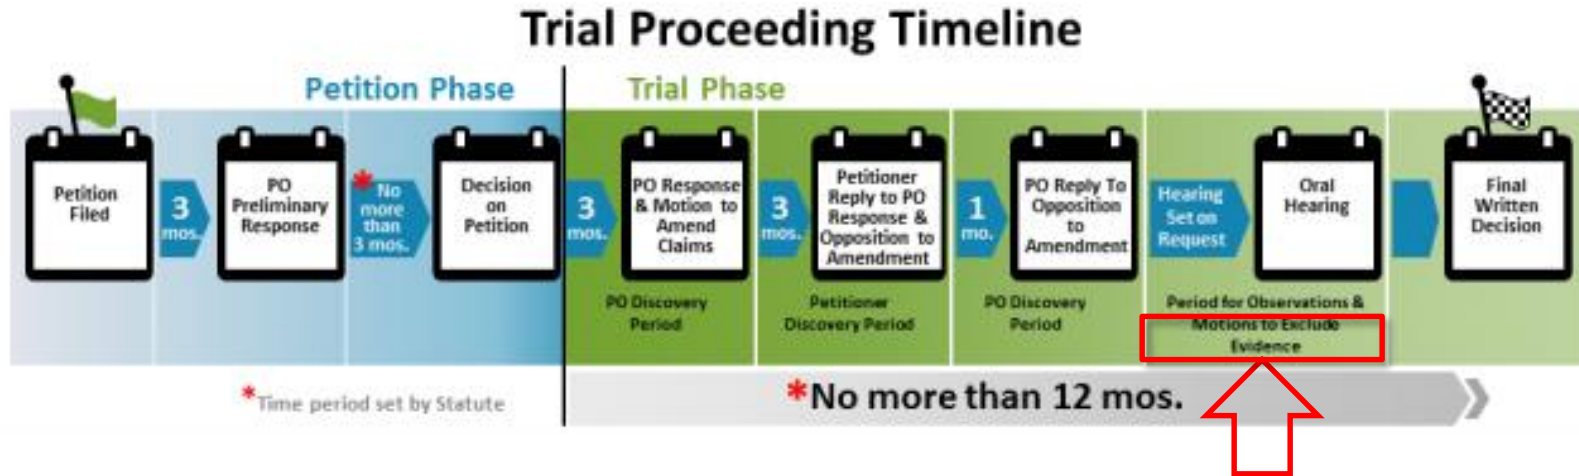 Trial Proceeding Timeline
Petition Phase
Trial Phase
Petition
Filed
3
mos.
PO
Preliminary
Response
*No
more
than
3 mos.
Decision
on
Petition
3
mos.
PO Response
& Motion to
Amend
Claims
PO Discovery
Period
3
mos.
Petitioner
Reply to PO
Response &
Opposition to
Amendment
Petitioner
Discovery Period
1
mo.
PO Reply To
Opposition
to
Amendment
PO Discovery
Period
Hearing
Set on
Request
Oral
Hearing
Period for Observations &
Motions to Exclude
Evidence
Final
Written
Decision
*Time period set by Statute
*No more than 12 mos.